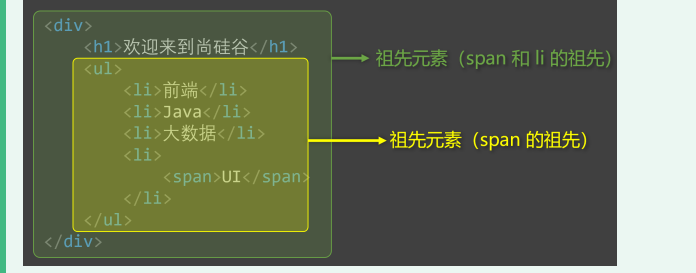 <div>
<h1>欢迎来到尚硅谷</h1>
祖先元素（span 和 li 的祖先）
<ul>
<li>前端</li>
<li>Java</li>
<li>大数据</li>
祖先元素（span 的祖先）
<li>
<span>UI</span>
</li>
</ul>
</div>